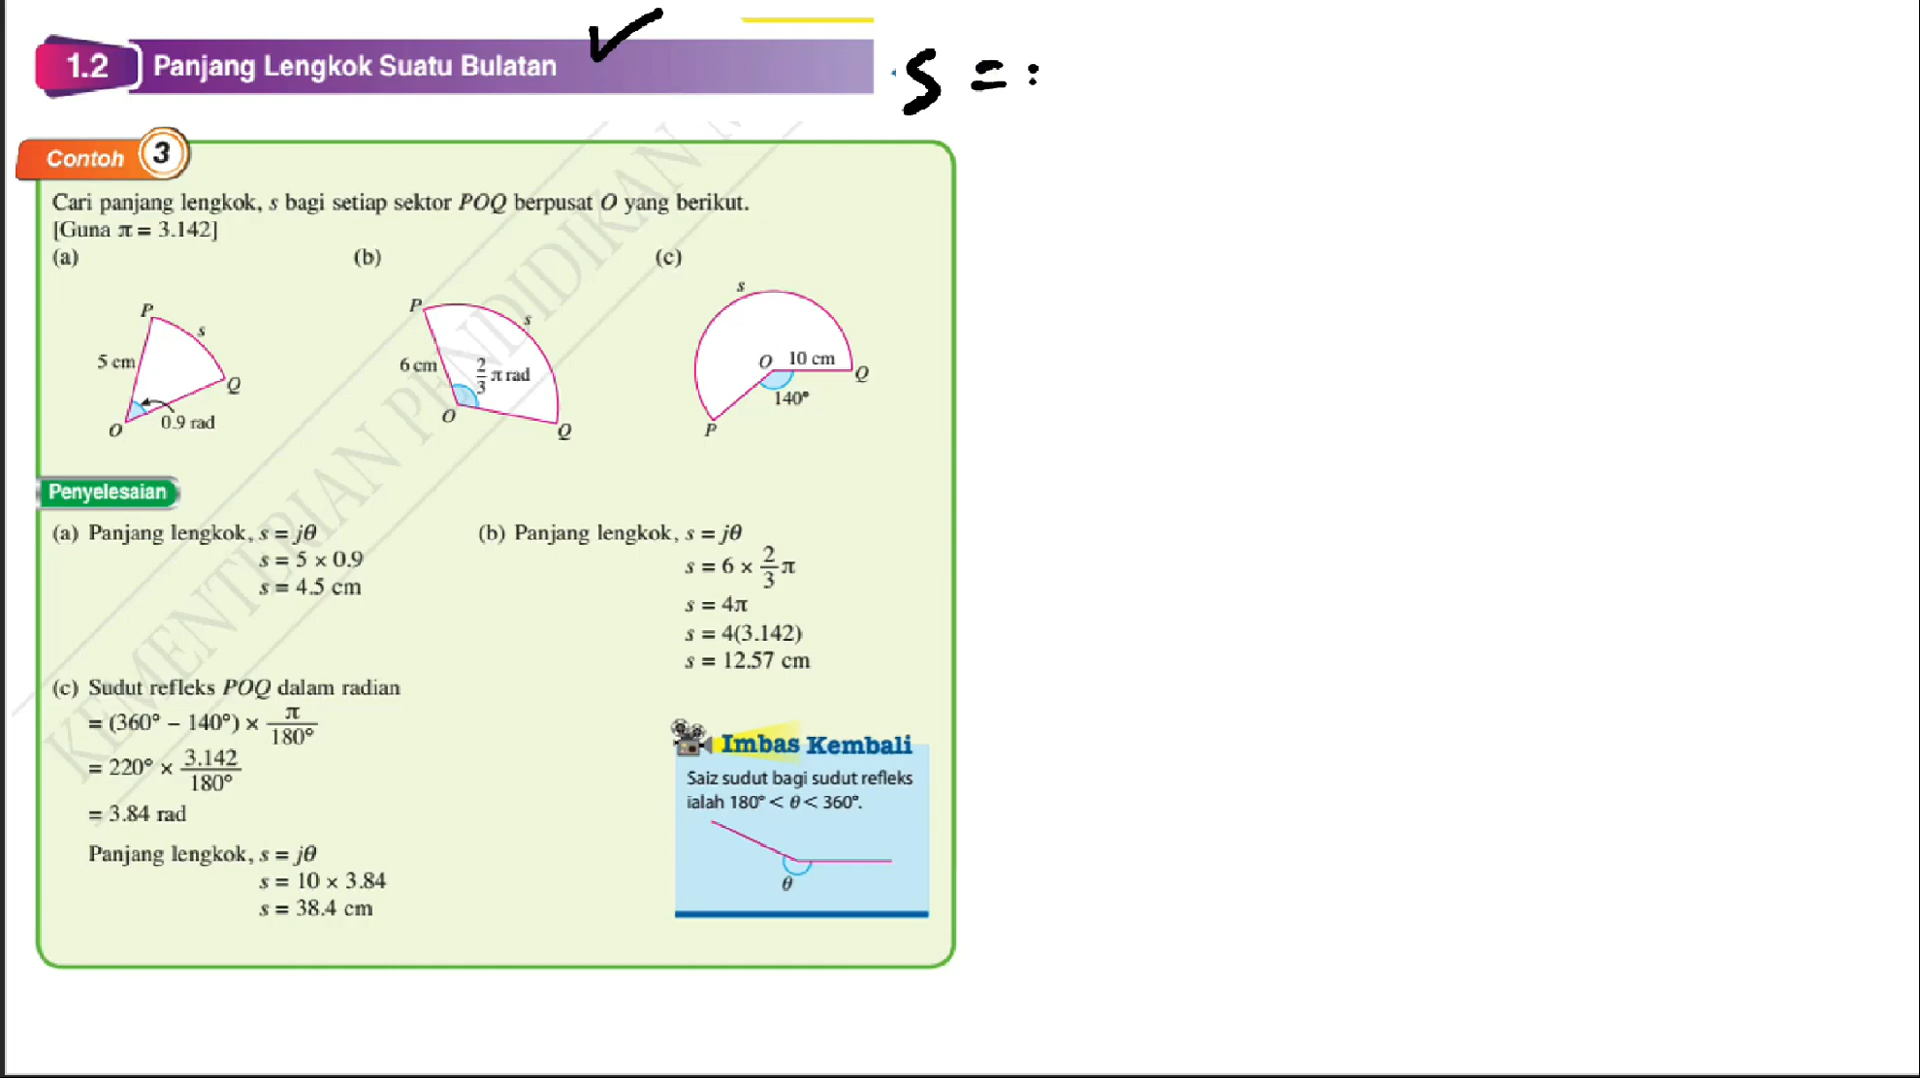 1.2 Panjang Lengkok Suatu Bulatan
s = :
Contoh 3
Cari panjang lengkok, s bagi setiap sektor POQ berpusat O yang berikut.
[Guna π = 3.142]
(a) (b) (c)
P s 5 cm Q O 0.9 rad
P s 6 cm 2/3 π rad O Q
s O 10 cm Q 140° P
Penyelesaian
(a) Panjang lengkok, s = jθ
s = 5 × 0.9
s = 4.5 cm
(b) Panjang lengkok, s = jθ
s = 6 × 2/3 π
s = 4π
s = 4(3.142)
s = 12.57 cm
(c) Sudut refleks POQ dalam radian
= (360° – 140°) × π/180°
= 220° × 3.142/180°
= 3.84 rad
Panjang lengkok, s = jθ
s = 10 × 3.84
s = 38.4 cm
Imbas Kembali
Saiz sudut bagi sudut refleks
ialah 180° < θ < 360°.
θ
KEMENTERIAN PENDIDIKAN